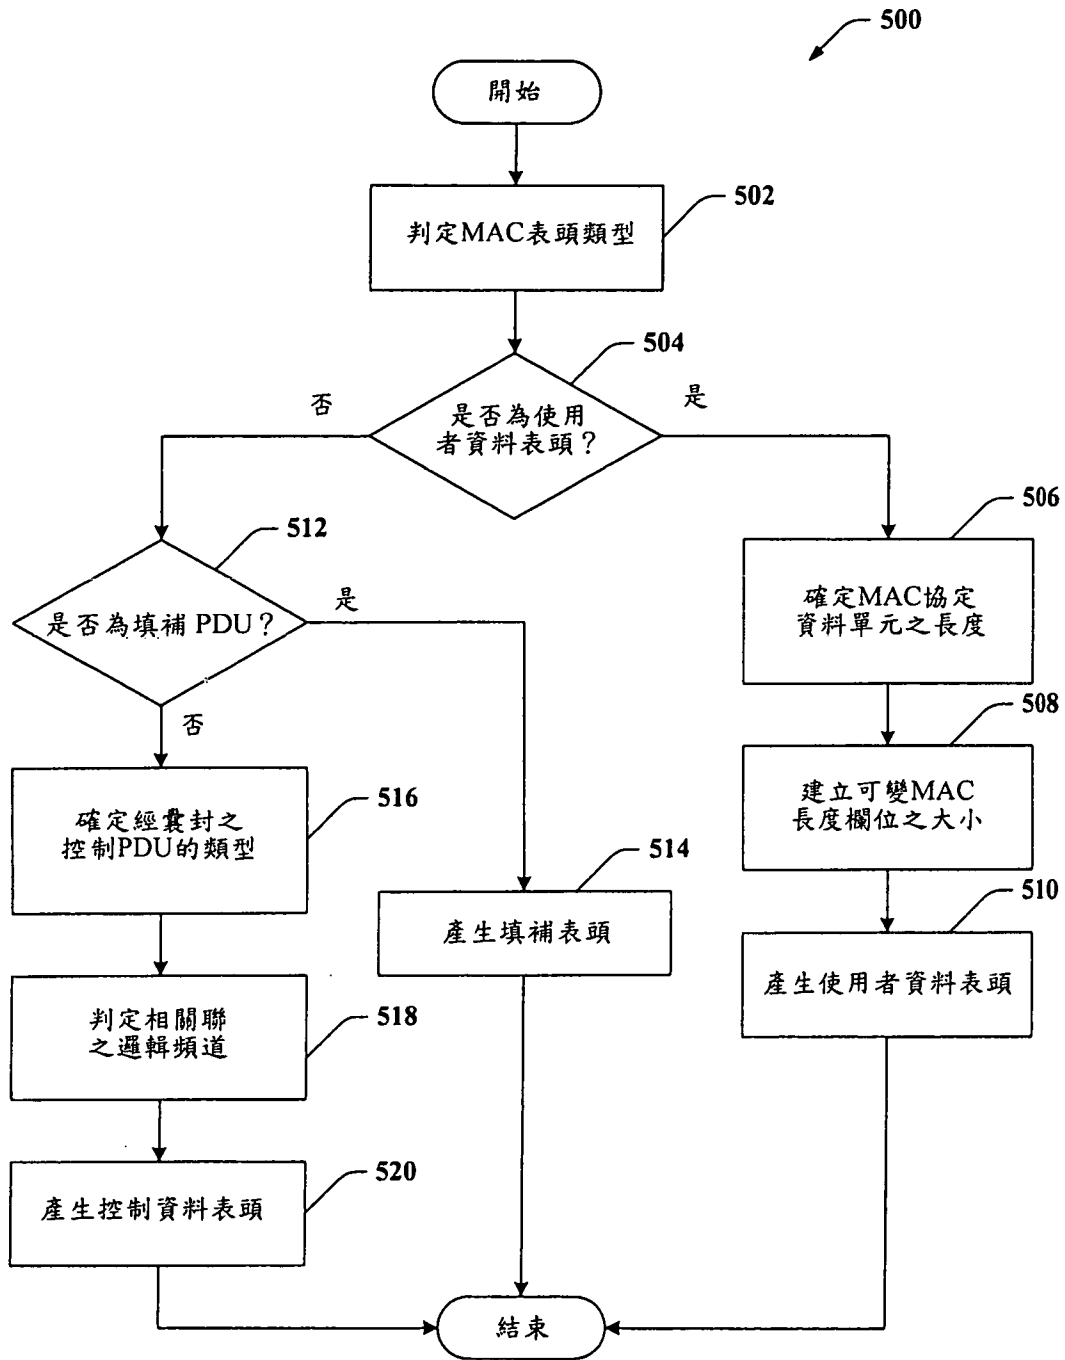 500
開始
502
判定MAC表頭類型
504
否
是
是否為使用
者資料表頭？
506
512
確定MAC協定
資料單元之長度
是否為填補 PDU？
是
508
否
建立可變MAC
長度欄位之大小
516
確定經囊封之
控制PDU的類型
514
510
產生填補表頭
產生使用者資料表頭
518
判定相關聯
之邏輯頻道
520
產生控制資料表頭
結束